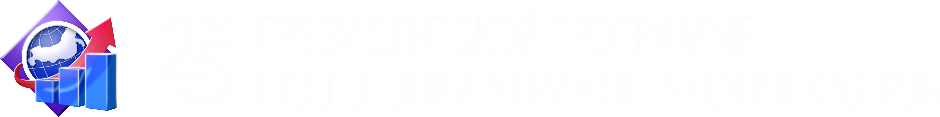 25 ПРЕЗИДЕНТСКОЙ ПРОГРАММЕ
ПОДГОТОВКИ УПРАВЛЕНЧЕСКИХ КАДРОВ